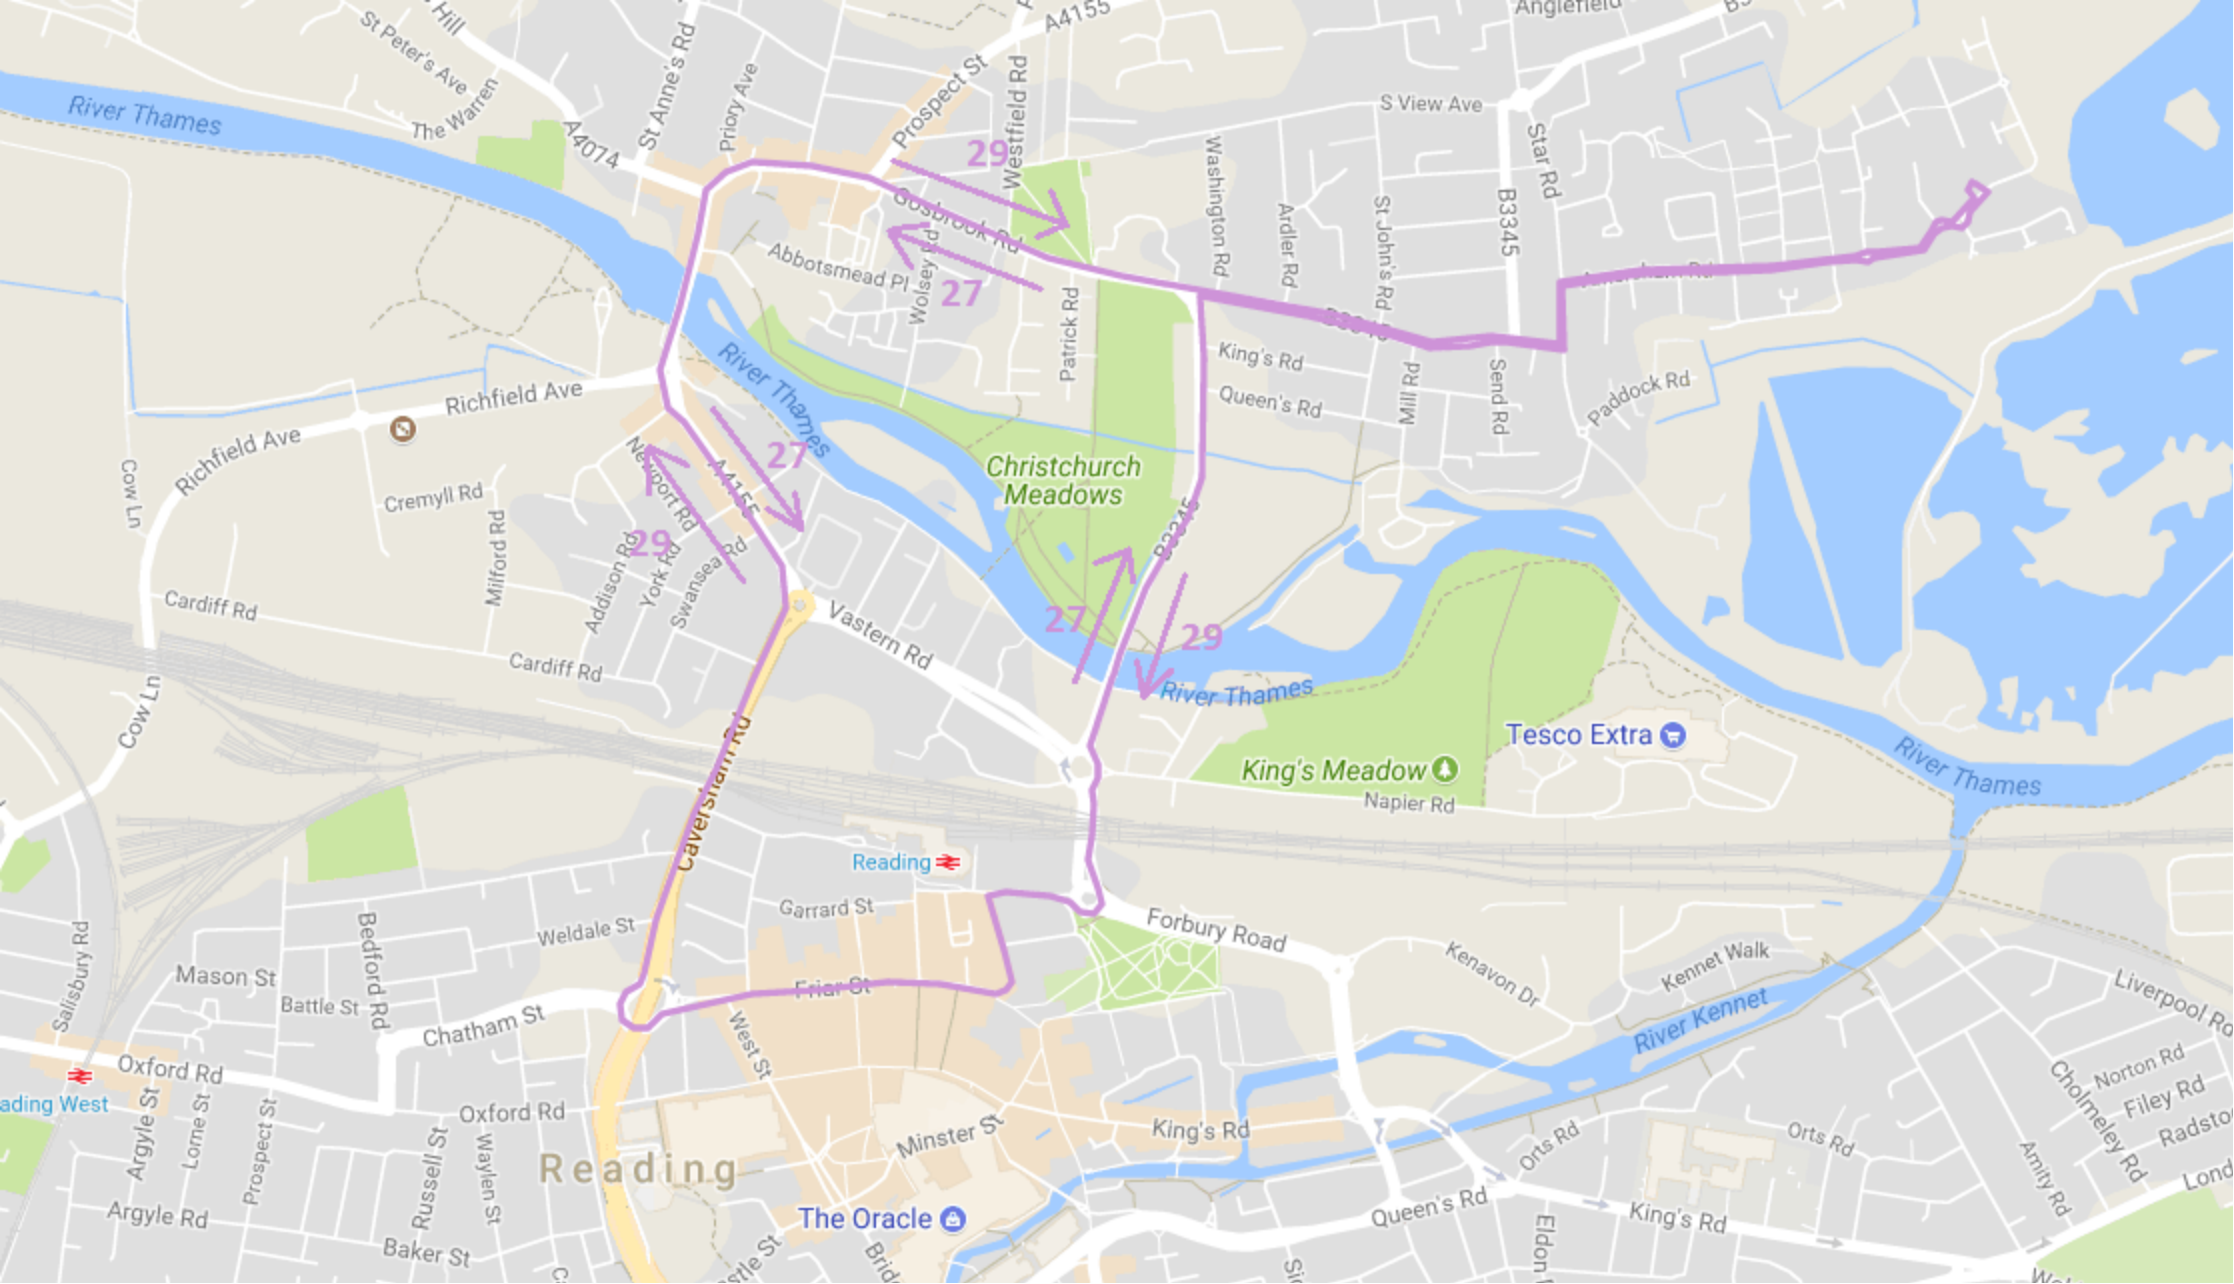 Hill
St Peter's Ave
The Warren
River Thames
A4074
St Anne's Rd
Priory Ave
Prospect St
A4155
Westfield Rd
29
Gosbrook Rd
27
Abbotsmead Pl
Wolsey Rd
Patrick Rd
Washington Rd
Ardler Rd
St John's Rd
S View Ave
Star Rd
B3345
King's Rd
Queen's Rd
Mill Rd
Send Rd
Paddock Rd
River Thames
Richfield Ave
Richfield Ave
Cow Ln
Cremyll Rd
Milford Rd
Newport Rd
A4155
27
29
Addison Rd
York Rd
Swansea Rd
Christchurch
Meadows
B3345
27
29
Cardiff Rd
Cardiff Rd
Cow Ln
Vastern Rd
River Thames
Tesco Extra
King's Meadow
Napier Rd
River Thames
Caversham Rd
Reading
Garrard St
Forbury Road
Weldale St
Bedford Rd
Salisbury Rd
Mason St
Battle St
Chatham St
Friar St
West St
Kenavon Dr
Kennet Walk
River Kennet
Liverpool Rd
Norton Rd
Filey Rd
Cholmeley Rd
Amity Rd
Oxford Rd
ading West
Oxford Rd
Argyle St
Lorne St
Prospect St
Russell St
Waylen St
Argyle Rd
Baker St
Reading
Minster St
King's Rd
Orts Rd
Orts Rd
The Oracle
Queen's Rd
King's Rd